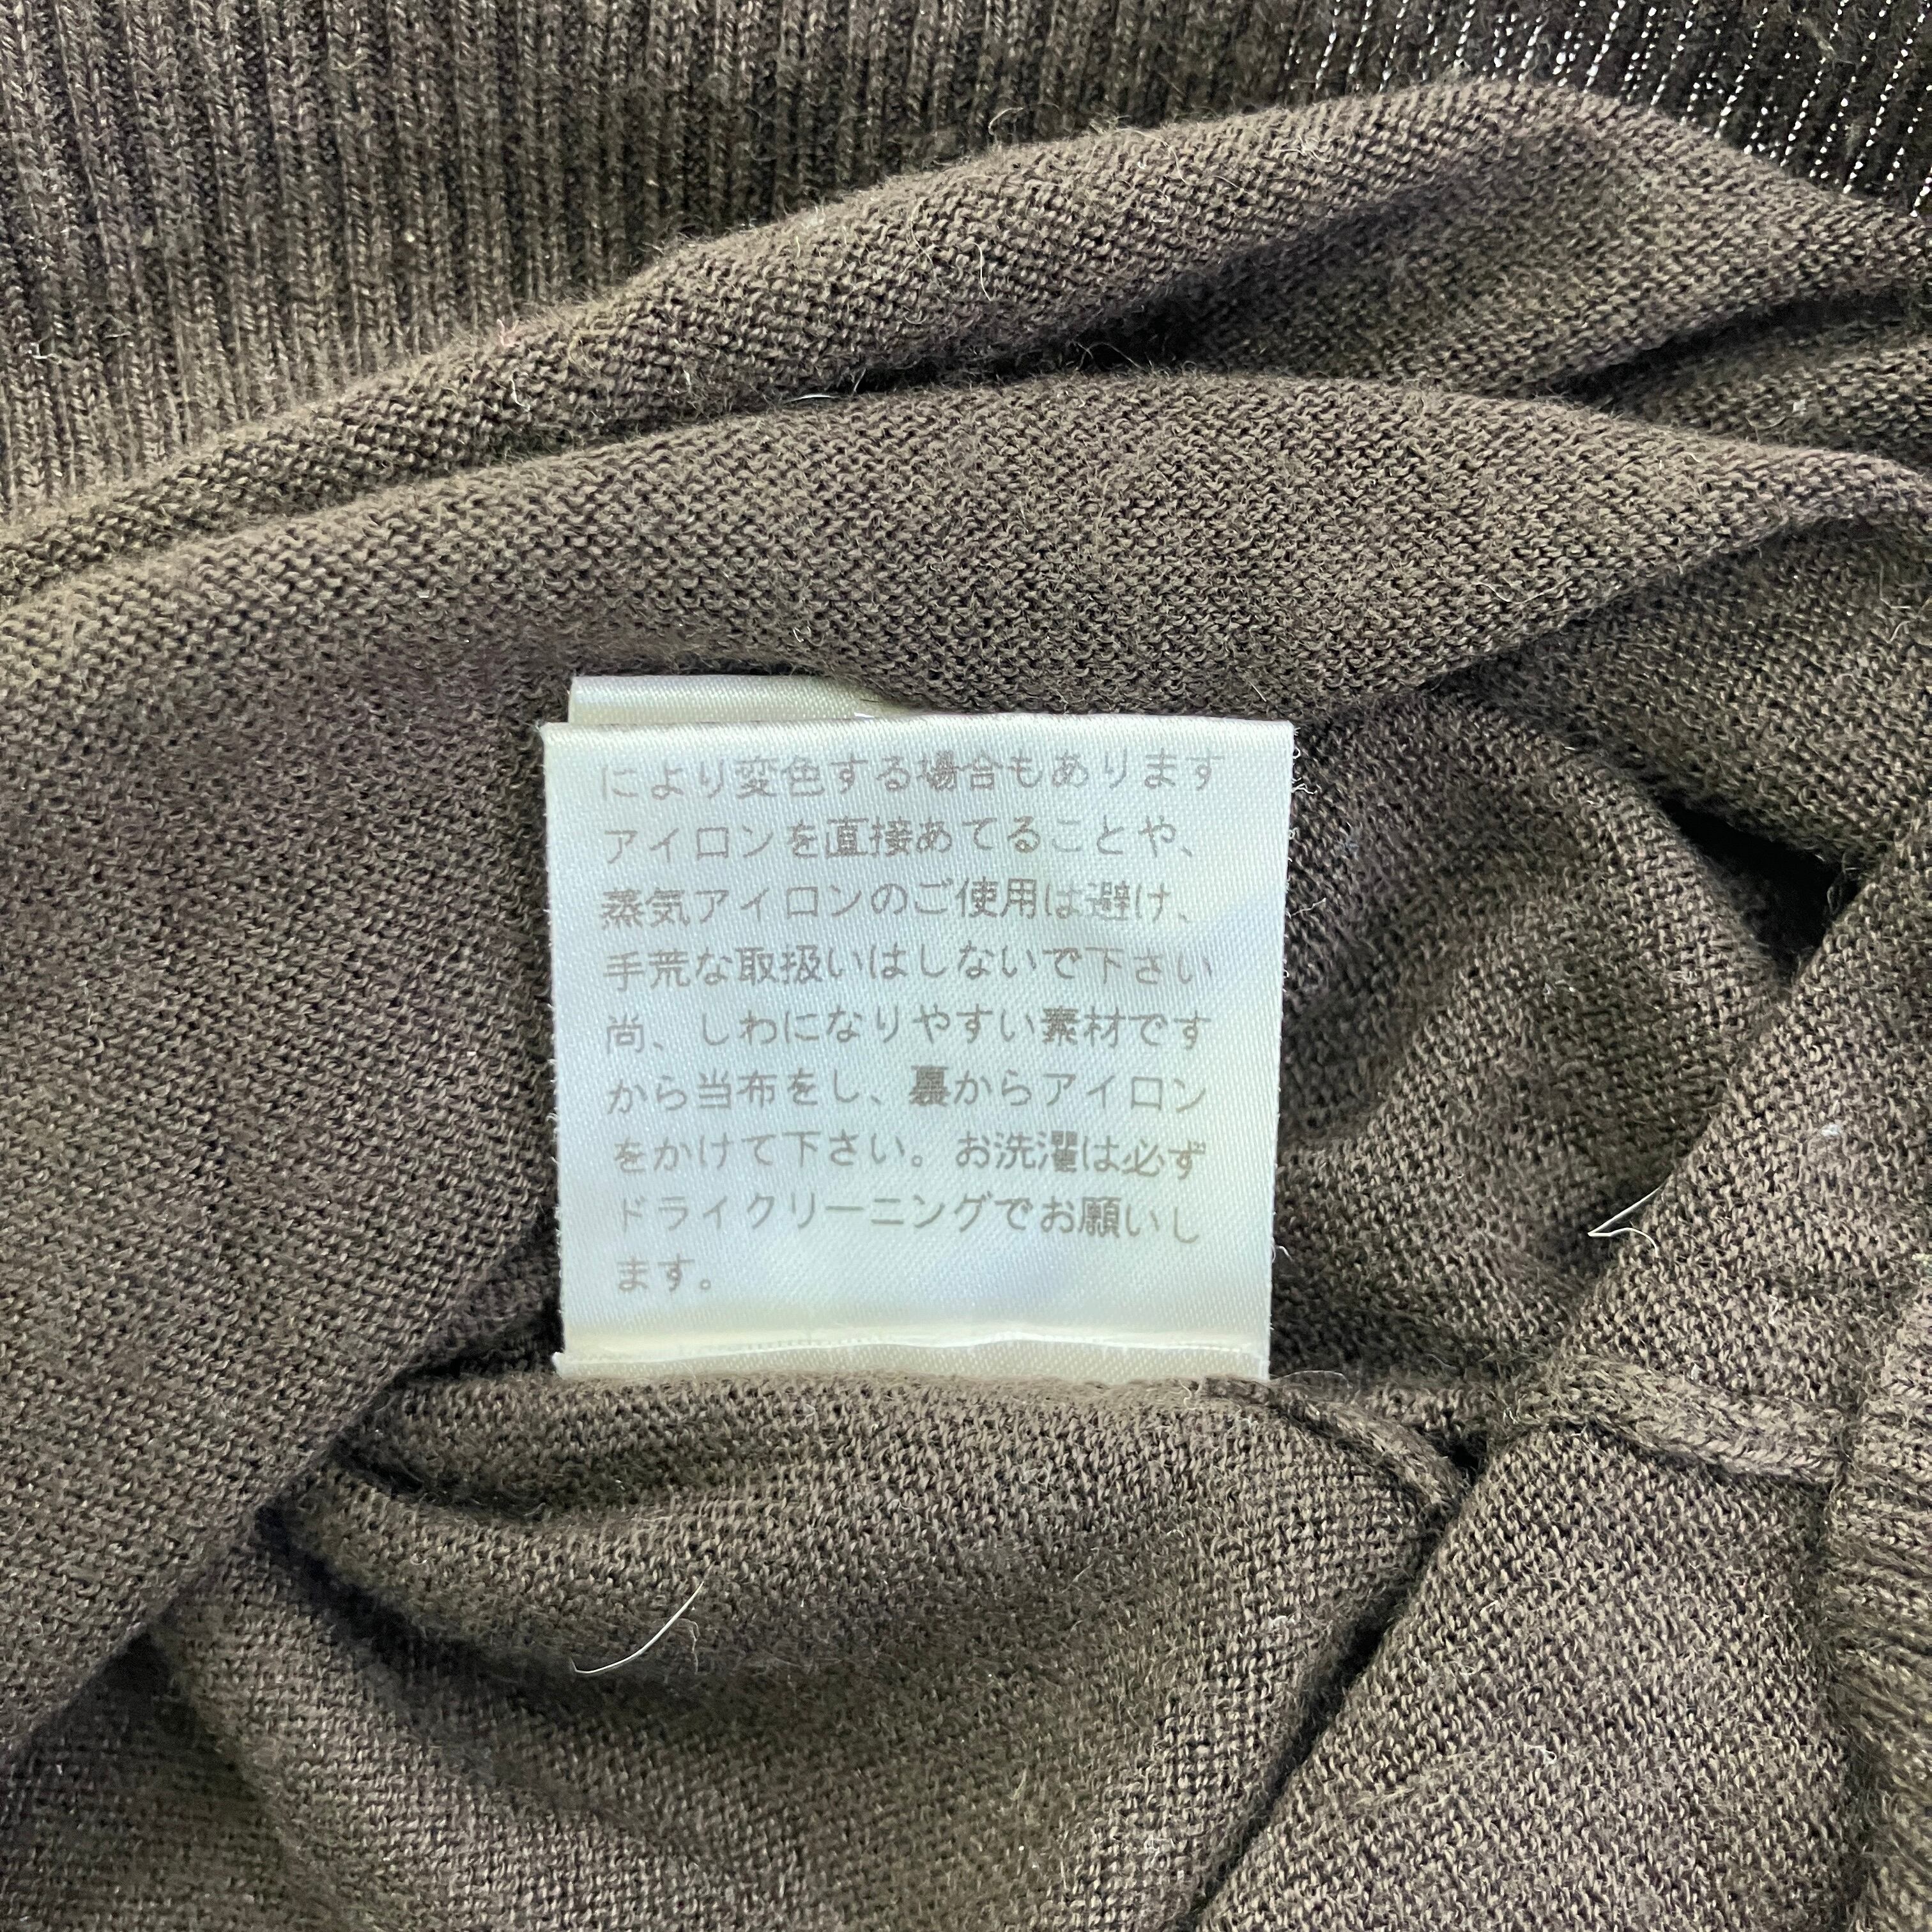 により変色する場合もあります
アイロンを直接あてることや、
蒸気アイロンのご使用は避け、
手荒な取扱いはしないで下さい
尚、しわになりやすい素材です
から当布をし、裏からアイロン
をかけて下さい。お洗濯は必ず
ドライクリーニングでお願いし
ます。